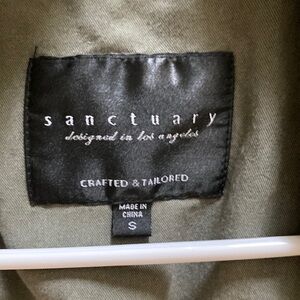 sanctuary
designed in los angeles
CRAFTED & TAILORED
MADE IN
CHINA
S